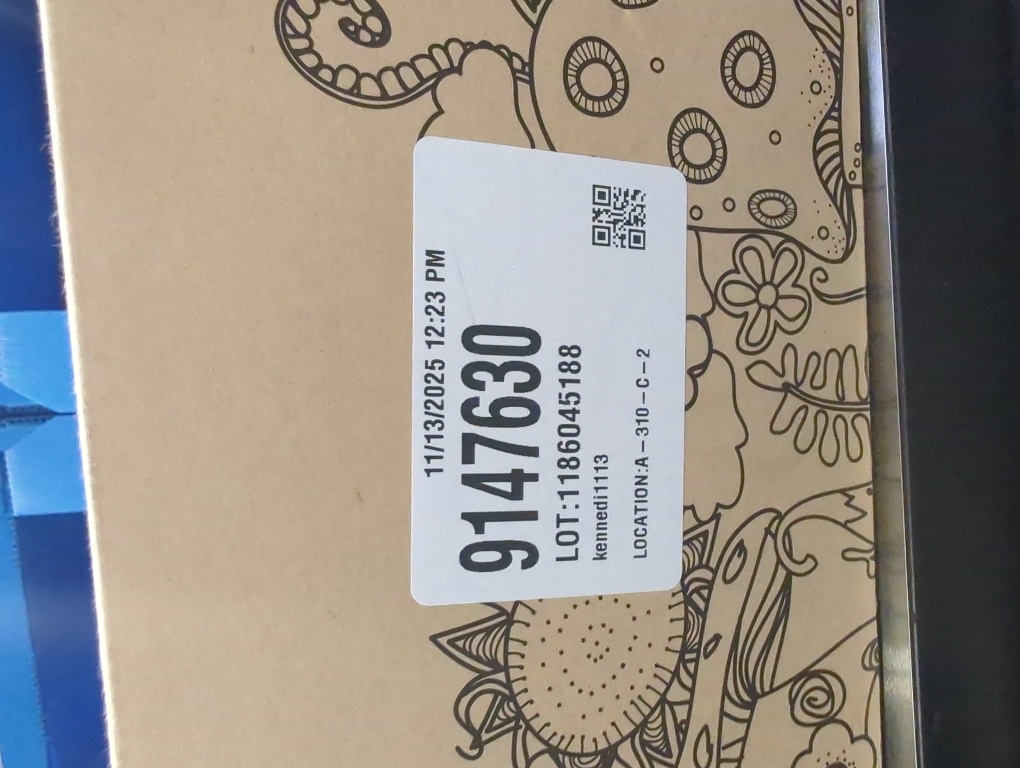 11/13/2025 12:23 PM
9147630
LOT:1186045188
kennedi1113
LOCATION:A-310-C-2